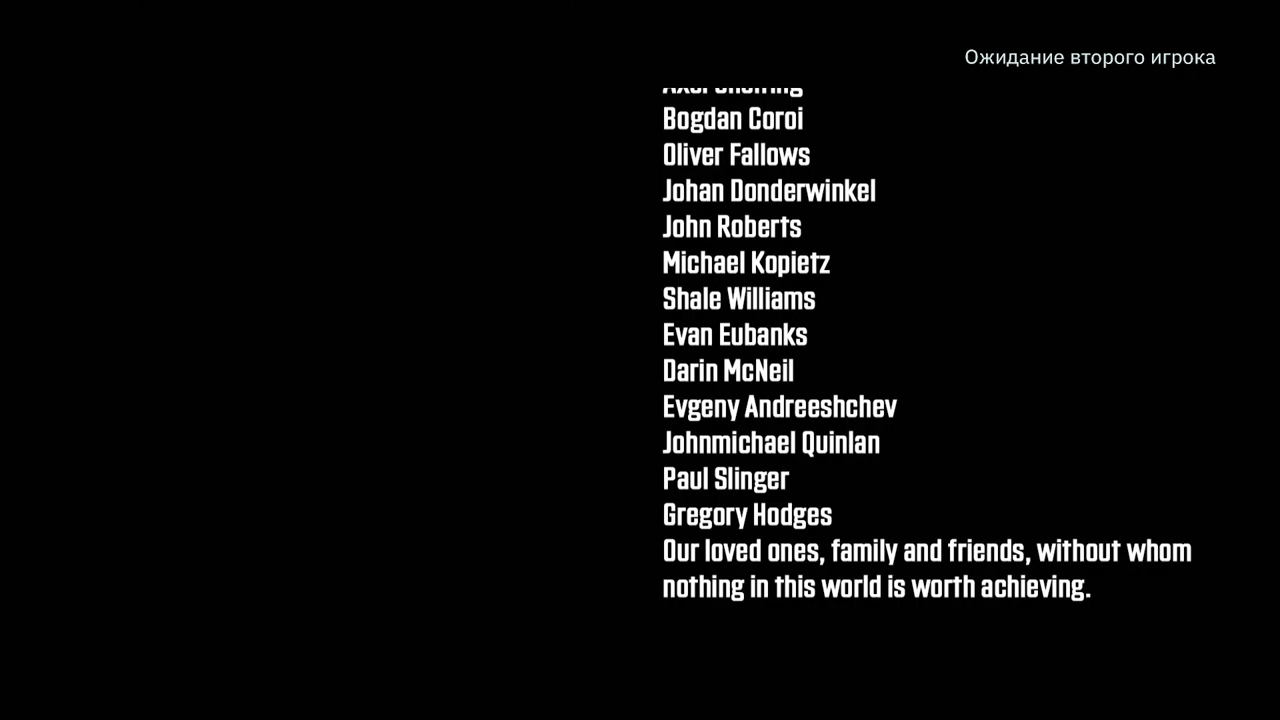 Ожидание второго игрока
Bogdan Coroi
Oliver Fallows
Johan Donderwinkel
John Roberts
Michael Kopietz
Shale Williams
Evan Eubanks
Darin McNeil
Evgeny Andreeshchev
Johnmichael Quinlan
Paul Slinger
Gregory Hodges
Our loved ones, family and friends, without whom
nothing in this world is worth achieving.